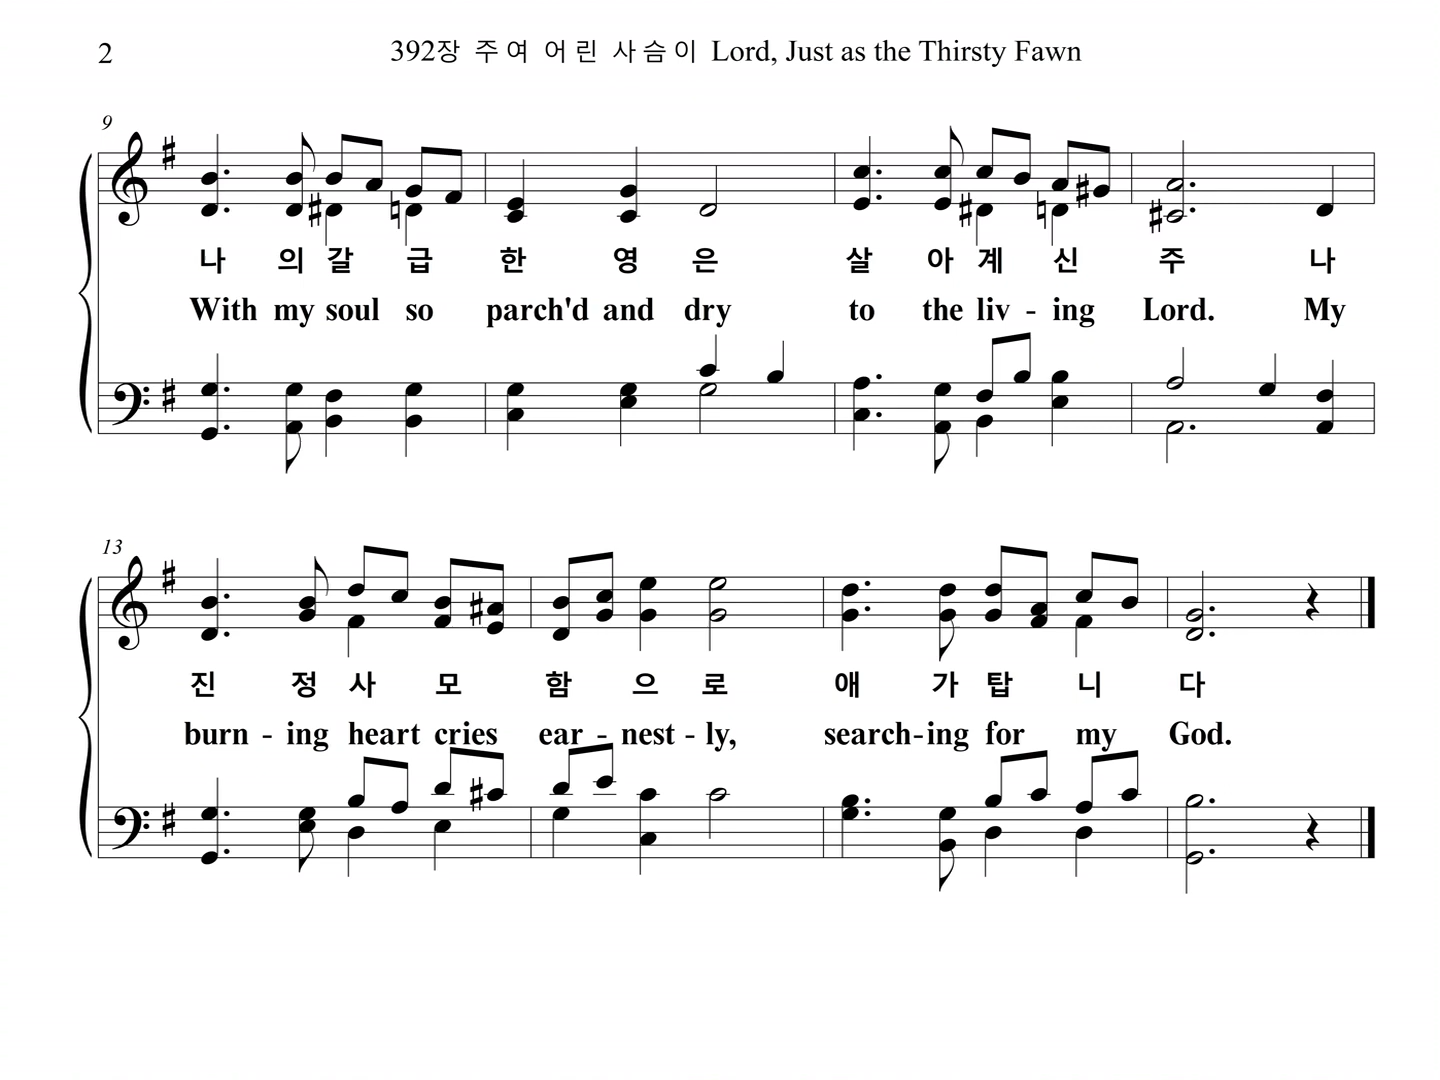 2
392장 주여 어린 사슴이 Lord, Just as the Thirsty Fawn
9
나 의 갈 급 한 영 은 살 아 계 신 주 나
With my soul so parch'd and dry to the liv - ing Lord. My
13
진 정 사 모 함 으 로 애 가 탑 니 다
burn - ing heart cries ear - nest - ly, search - ing for my God.